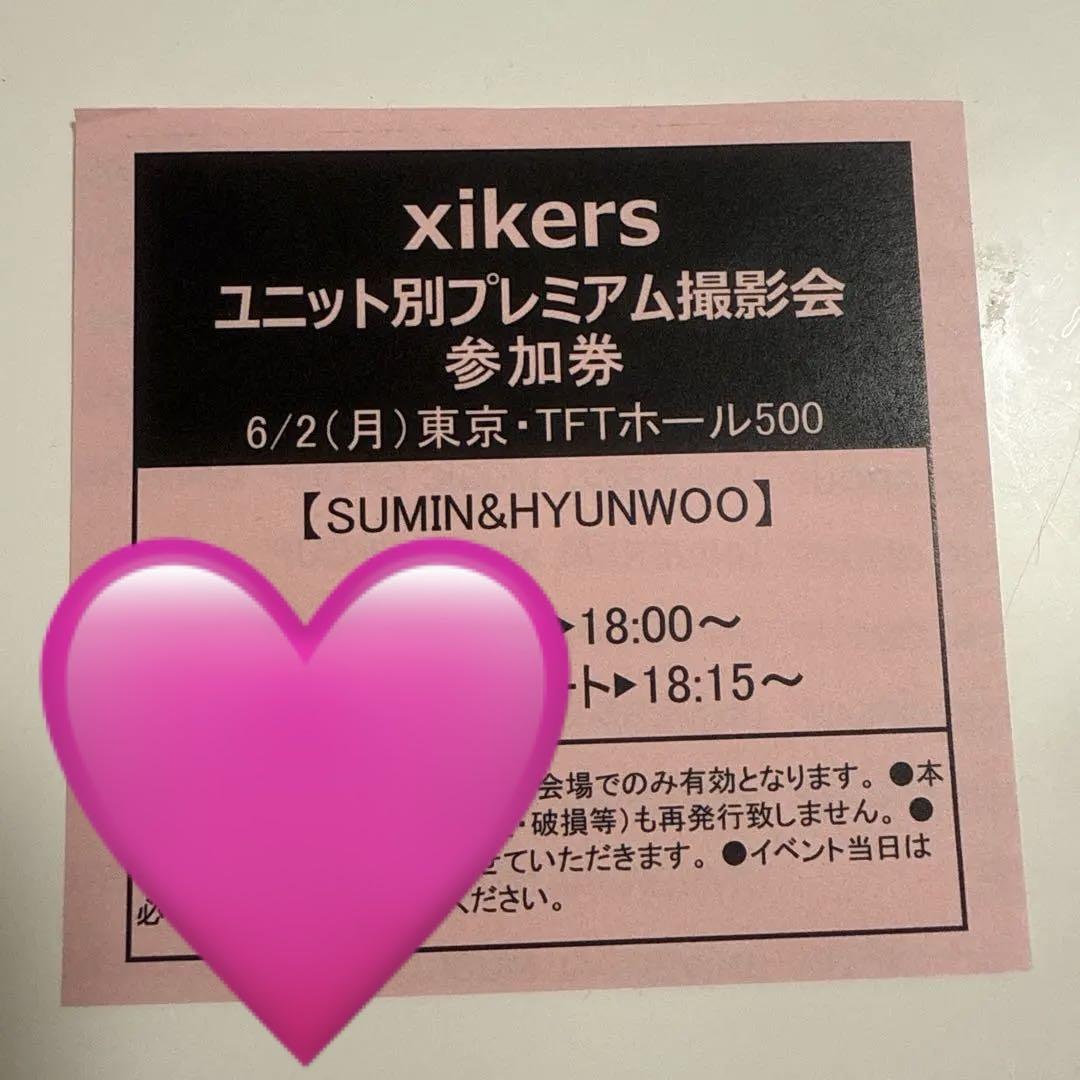 xikers
ユニット別プレミアム撮影会
参加券
6/2(月)東京・TFTホール500
【SUMIN&HYUNWOO】
▶18:00～
ート▶18:15～
会場でのみ有効となります。●本
・破損等)も再発行致しません。●
せていただきます。●イベント当日は
必 ください。